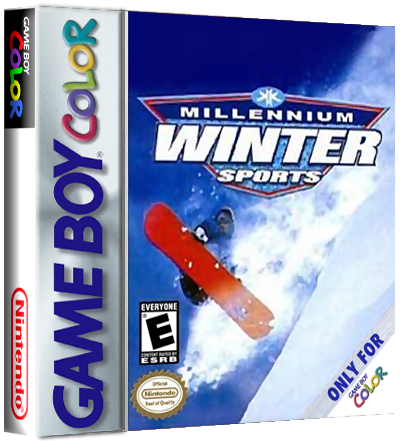 GAME BOY
COLOR
Nintendo
GAME BOY COLOR
MILLENNIUM
WINTER
SPORTS
EVERYONE
E
CONTENT RATED BY
ESRB
Official
Nintendo
Seal of Quality
ONLY FOR
GAME BOY
COLOR